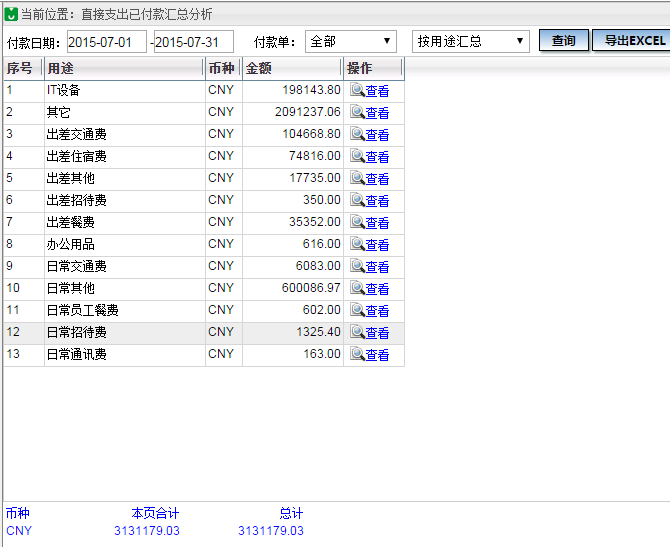 当前位置：直接支出已付款汇总分析
付款日期：2015-07-01 -2015-07-31 付款单：全部 按用途汇总 查询 导出EXCEL
序号 用途 币种 金额 操作
1 IT设备 CNY 198143.80 查看
2 其它 CNY 2091237.06 查看
3 出差交通费 CNY 104668.80 查看
4 出差住宿费 CNY 74816.00 查看
5 出差其他 CNY 17735.00 查看
6 出差招待费 CNY 350.00 查看
7 出差餐费 CNY 35352.00 查看
8 办公用品 CNY 616.00 查看
9 日常交通费 CNY 6083.00 查看
10 日常其他 CNY 600086.97 查看
11 日常员工餐费 CNY 602.00 查看
12 日常招待费 CNY 1325.40 查看
13 日常通讯费 CNY 163.00 查看
币种 本页合计 总计
CNY 3131179.03 3131179.03